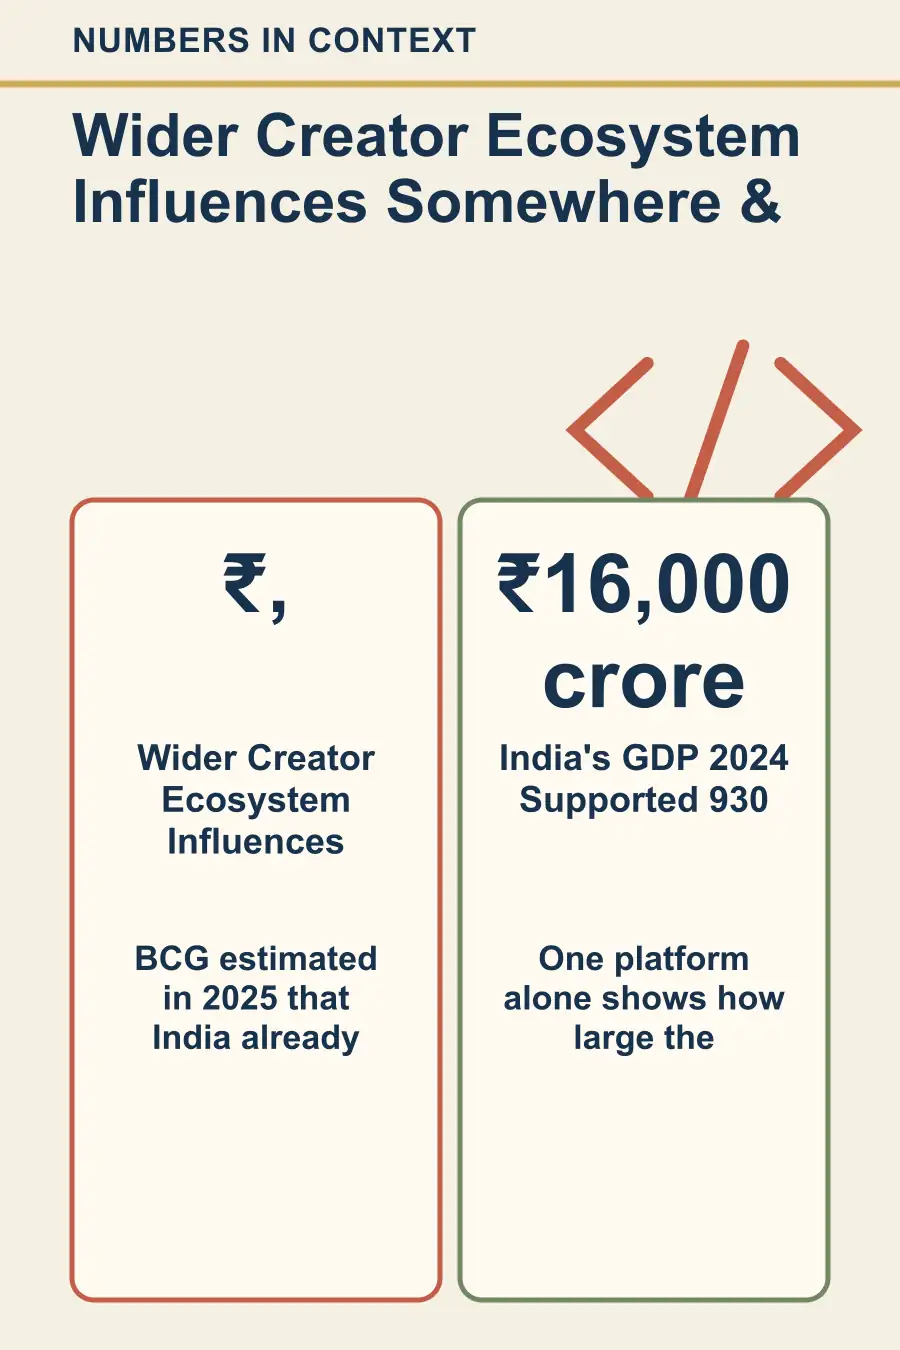 NUMBERS IN CONTEXT
Wider Creator Ecosystem
Influences Somewhere &
₹,
Wider Creator
Ecosystem
Influences
BCG estimated
in 2025 that
India already
₹16,000
crore
India's GDP 2024
Supported 930
One platform
alone shows how
large the